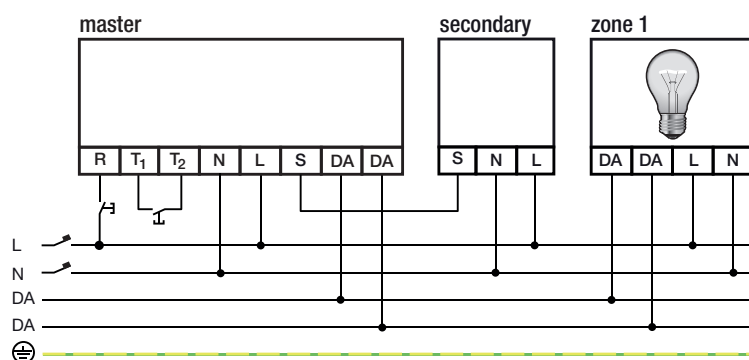 master secondary zone 1
R T₁ T₂ N L S DA DA S N L DA DA L N
L
N
DA
DA